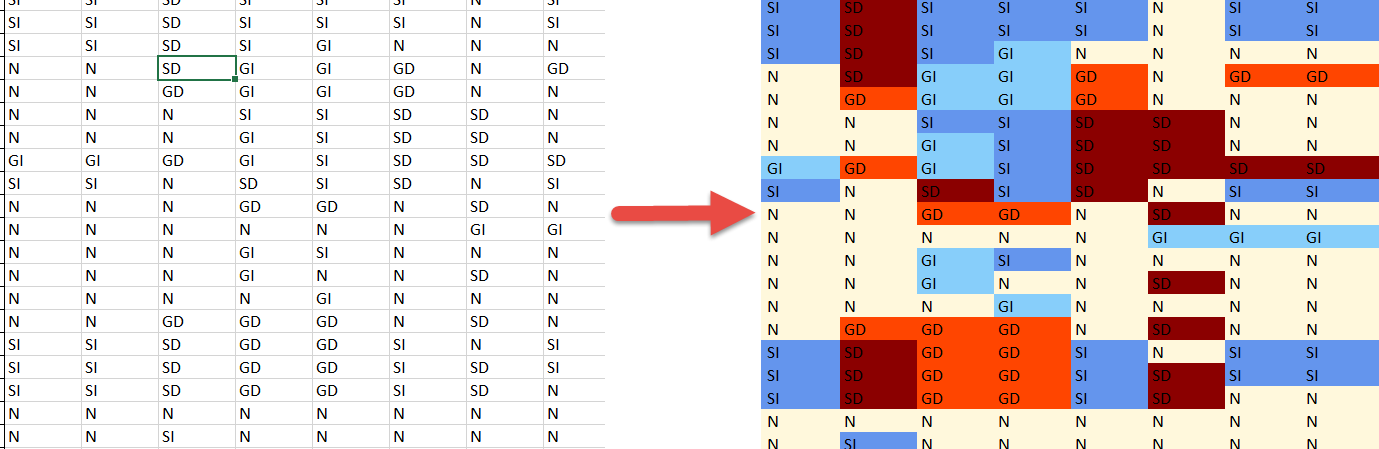 SI SI SD SI SI SI N SI
SI SI SD SI SI SI N SI
SI SI SD SI GI N N N
N N SD GI GI GD N GD
N N GD GI GI GD N N
N N N SI SI SD SD N
N N N GI SI SD SD N
GI GI GD GI SI SD SD SD
SI SI N SD SI SD N SI
N N N GD GD N SD N
N N N N N N GI GI
N N N GI SI N N N
N N N GI N N SD N
N N N N GI N N N
N N GD GD GD N SD N
SI SI SD GD GD SI N SI
SI SI SD GD GD SI SD SI
SI SI SD GD GD SI SD N
N N N N N N N N
N N SI N N N N N
SI SD SI SI SI N SI SI
SI SD SI SI SI N SI SI
SI SD SI GI N N N N
N SD GI GI GD N GD GD
N GD GI GI GD N N N
N N SI SI SD SD N N
N N GI SI SD SD N N
GI GD GI SI SD SD SD SD
SI N SD SI SD N SI SI
N N GD GD N SD N N
N N N N N GI GI GI
N N GI SI N N N N
N N GI N N SD N N
N N N GI N N N N
N GD GD GD N SD N N
SI SD GD GD SI N SI SI
SI SD GD GD SI SD SI SI
SI SD GD GD SI SD N N
N N N N N N N N
N SI N N N N N N